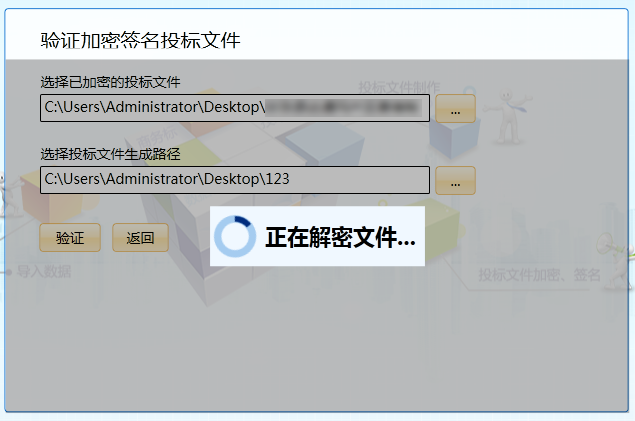 验证加密签名投标文件
选择已加密的投标文件
投标文件制作
C:\Users\Administrator\Desktop\
...
选择投标文件生成路径
C:\Users\Administrator\Desktop\123
...
验证
返回
正在解密文件...
导入数据
投标文件加密、签名